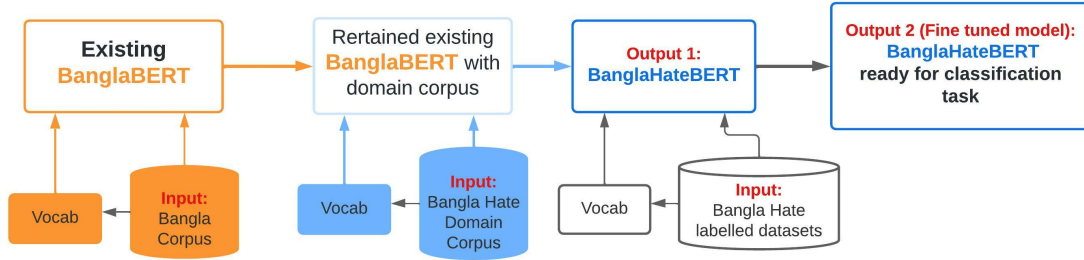 Existing
BanglaBERT
Rertained existing
BanglaBERT with
domain corpus
Output 1:
BanglaHateBERT
Output 2 (Fine tuned model):
BanglaHateBERT
ready for classification
task
Vocab
Input:
Bangla
Corpus
Vocab
Input:
Bangla Hate
Domain
Corpus
Vocab
Input:
Bangla Hate
labelled datasets